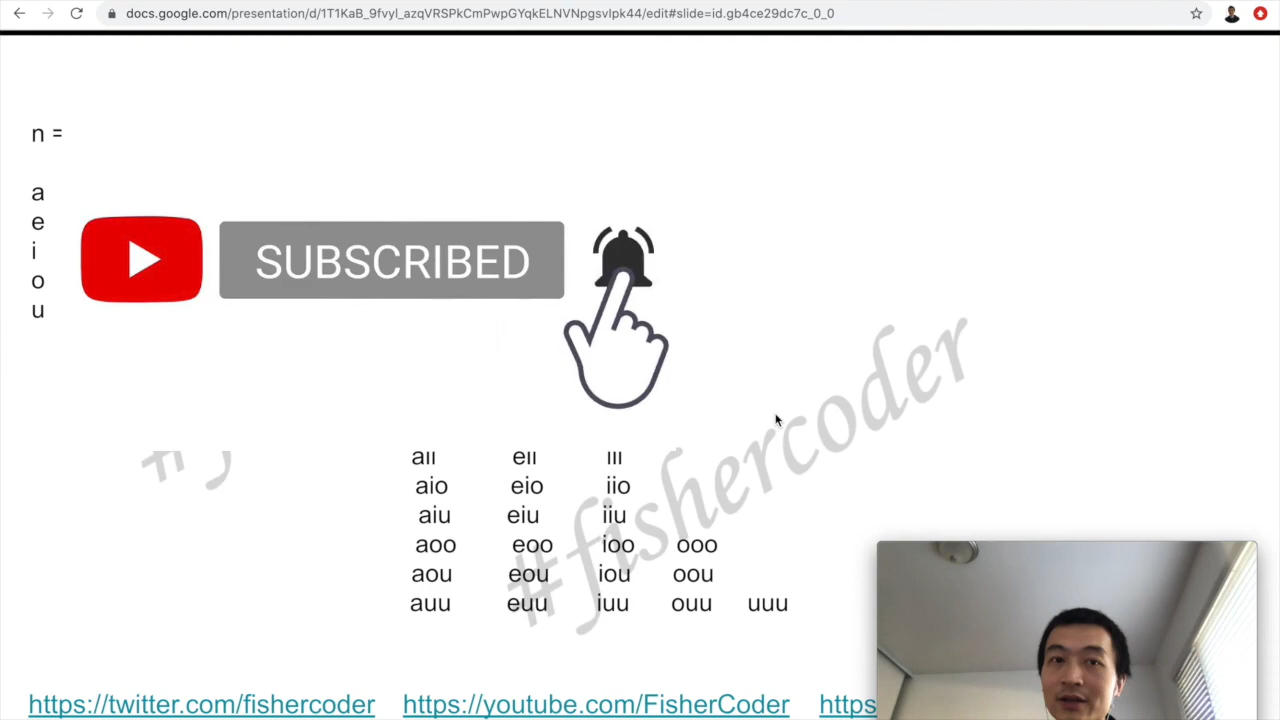 docs.google.com/presentation/d/1T1KaB_9fvyl_azqVRSPkCmPwpGYqkELNVNpgsvlpk44/edit#slide=id.gb4ce29dc7c_0_0
n =
a
e
i
o
u
SUBSCRIBED
#fishercoder
aii eii iii
aio eio iio
aiu eiu iiu
aoo eoo ioo ooo
aou eou iou oou
auu euu iuu ouu uuu
https://twitter.com/fishercoder https://youtube.com/FisherCoder https